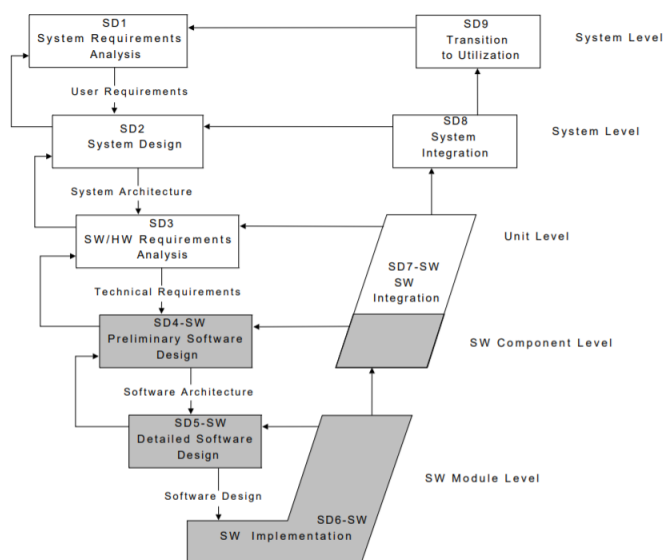 SD1
System Requirements
Analysis
SD9
Transition
to Utilization
System Level
User Requirements
SD2
System Design
SD8
System
Integration
System Level
System Architecture
SD3
SW/HW Requirements
Analysis
Unit Level
SD7-SW
SW
Integration
Technical Requirements
SD4-SW
Preliminary Software
Design
SW Component Level
Software Architecture
SD5-SW
Detailed Software
Design
SW Module Level
Software Design
SD6-SW
SW Implementation